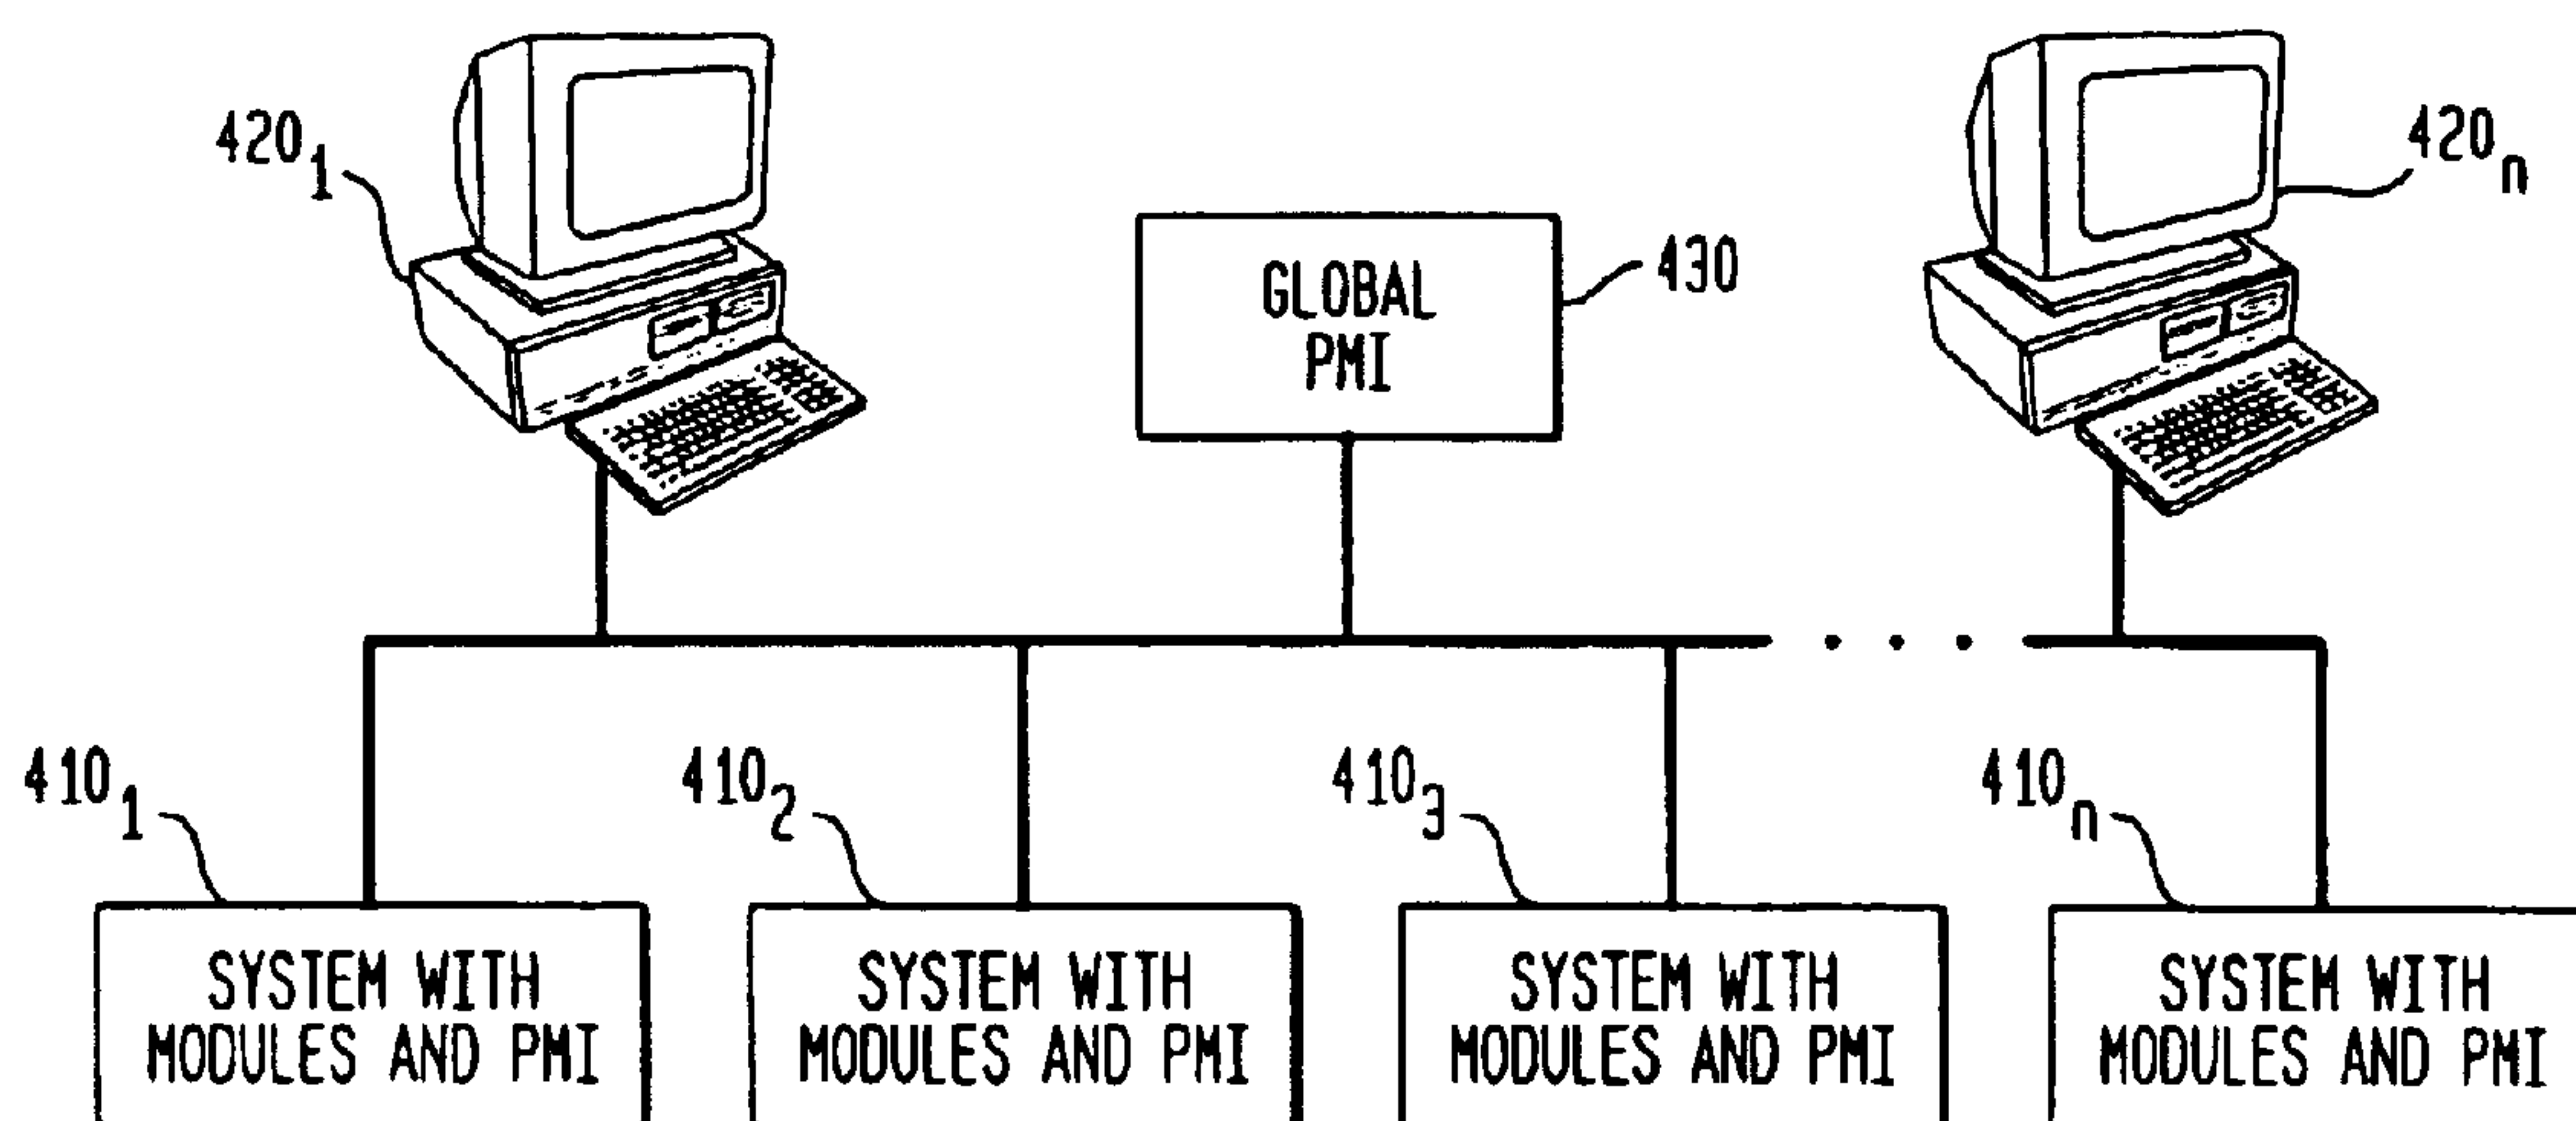 420₁
420ₙ
GLOBAL
PMI
430
410₁
410₂
410₃
410ₙ
SYSTEM WITH
MODULES AND PMI
SYSTEM WITH
MODULES AND PMI
SYSTEM WITH
MODULES AND PMI
SYSTEM WITH
MODULES AND PMI